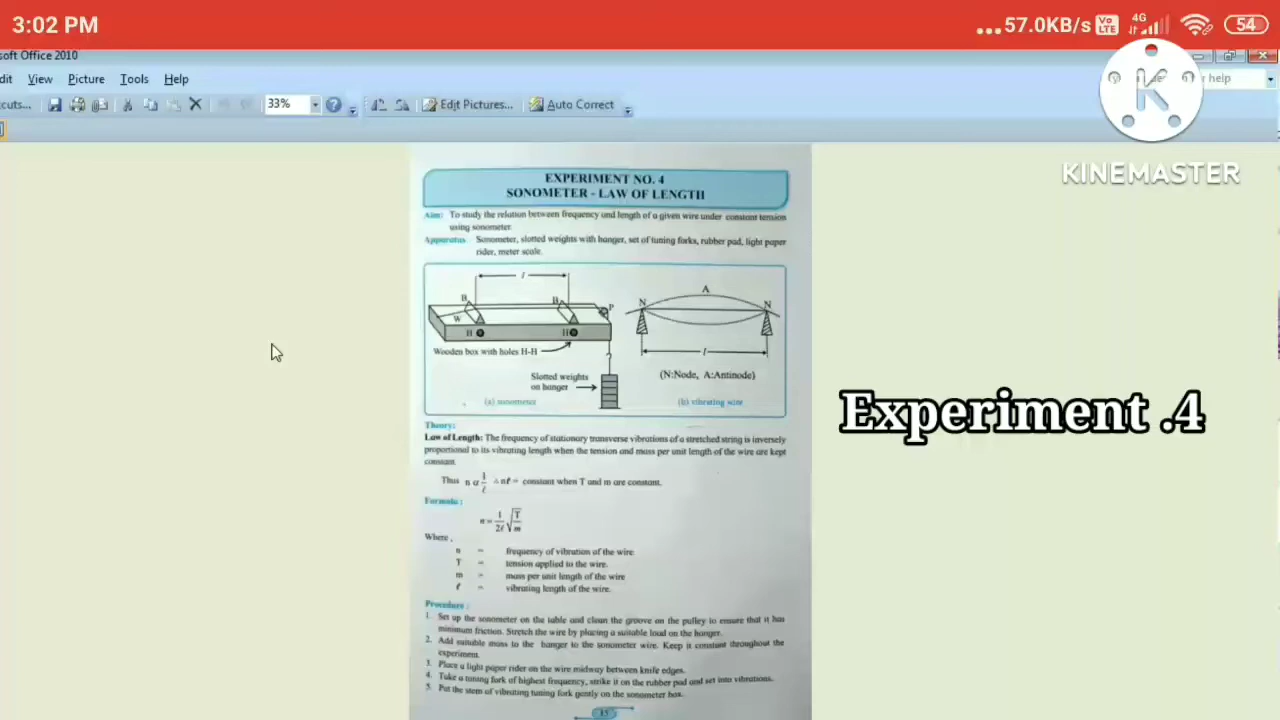 3:02 PM
...57.0KB/s Vo LTE 4G 54
soft Office 2010
dit View Picture Tools Help
cuts... 33% Edit Pictures... Auto Correct
r help
K
KINEMASTER
EXPERIMENT NO. 4
SONOMETER - LAW OF LENGTH
Aim: To study the relation between frequency and length of a given wire under constant tension
using sonometer.
Apparatus Sonometer, slotted weights with hanger, set of tuning forks, rubber pad, light paper
rider, meter scale.
l
B B P
W
H H
Wooden box with holes H-H
Slotted weights
on hanger
(a) sonometer
A
N N
l
(N:Node, A:Antinode)
(b) vibrating wire
Experiment .4
Theory:
Law of Length: The frequency of stationary transverse vibrations of a stretched string is inversely
proportional to its vibrating length when the tension and mass per unit length of the wire are kept
constant.
Thus n α 1/ℓ ∴ nℓ = constant when T and m are constant.
Formula :
n = 1/2ℓ √T/m
Where ,
n = frequency of vibration of the wire
T = tension applied to the wire.
m = mass per unit length of the wire
ℓ = vibrating length of the wire.
Procedure :
1. Set up the sonometer on the table and clean the groove on the pulley to ensure that it has
minimum friction. Stretch the wire by placing a suitable load on the hanger.
2. Add suitable mass to the hanger to the sonometer wire. Keep it constant throughout the
experiment.
3. Place a light paper rider on the wire midway between knife edges.
4. Take a tuning fork of highest frequency, strike it on the rubber pad and set into vibrations.
5. Put the stem of vibrating tuning fork gently on the sonometer box.
15